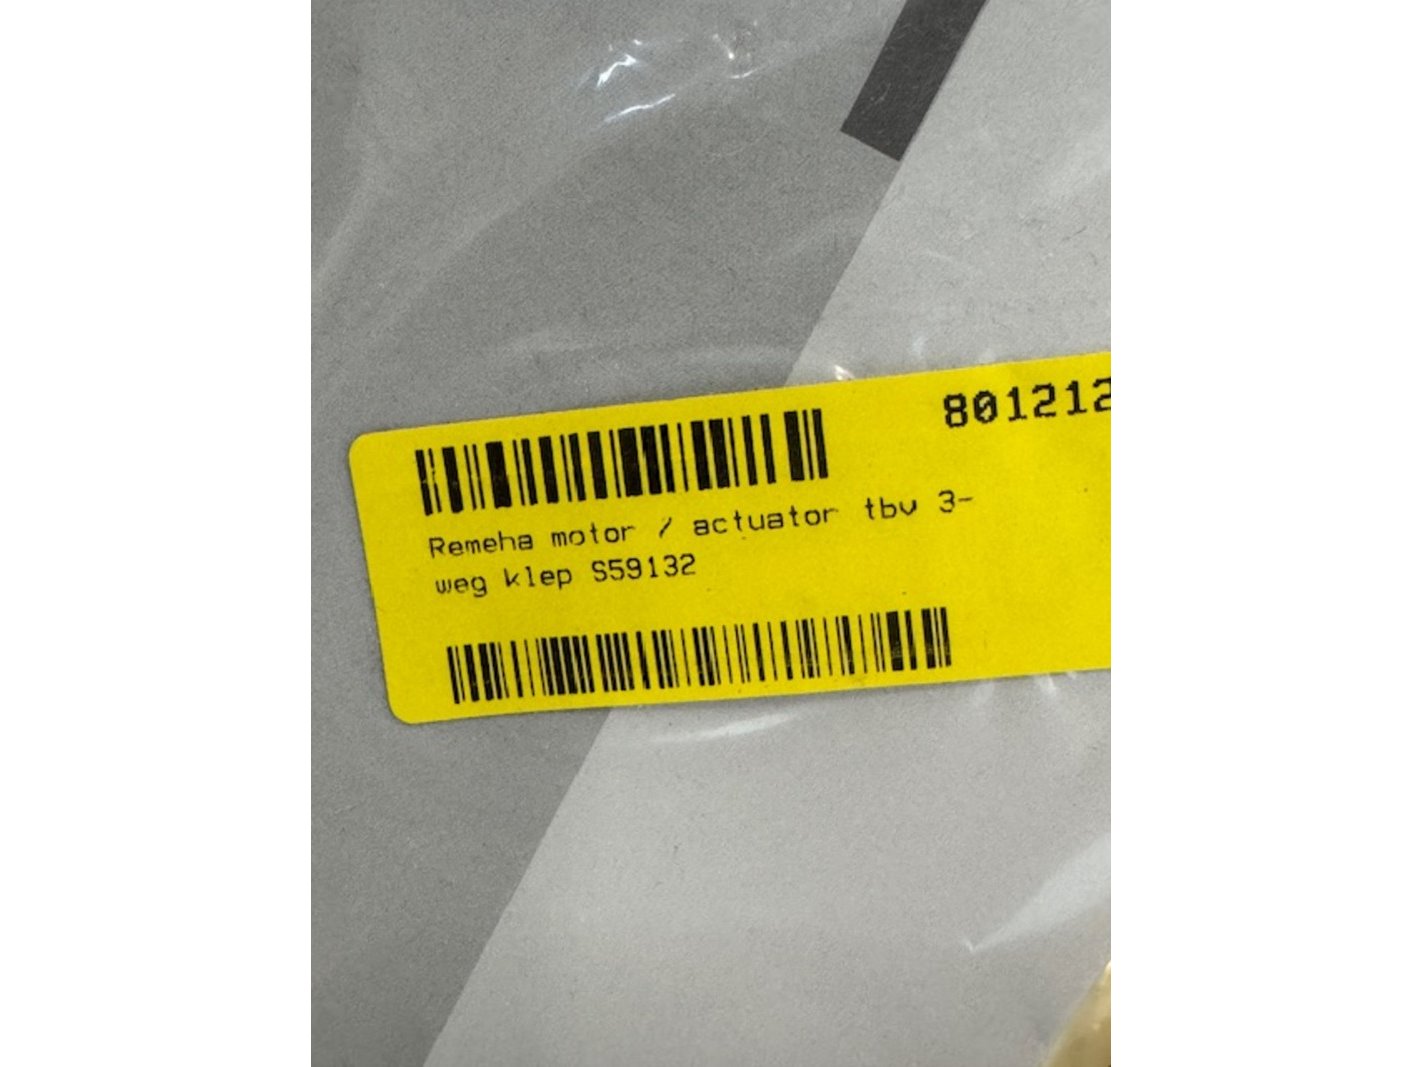 801212
Remeha motor / actuator tbv 3-
weg klep S59132